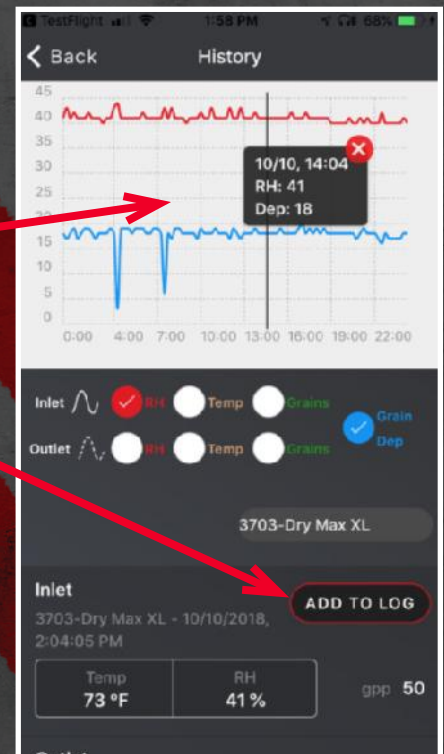 TestFlight 1:58 PM 68%
Back History
45
40
35
30
25
20
15
10
5
0
10/10, 14:04
RH: 41
Dep: 18
0:00 4:00 7:00 10:00 13:00 16:00 19:00 22:00
Inlet RH Temp Grains
Grain
Dep
Outlet RH Temp Grains
3703-Dry Max XL
Inlet
ADD TO LOG
3703-Dry Max XL - 10/10/2018,
2:04:05 PM
Temp RH
73 °F 41% gpp 50